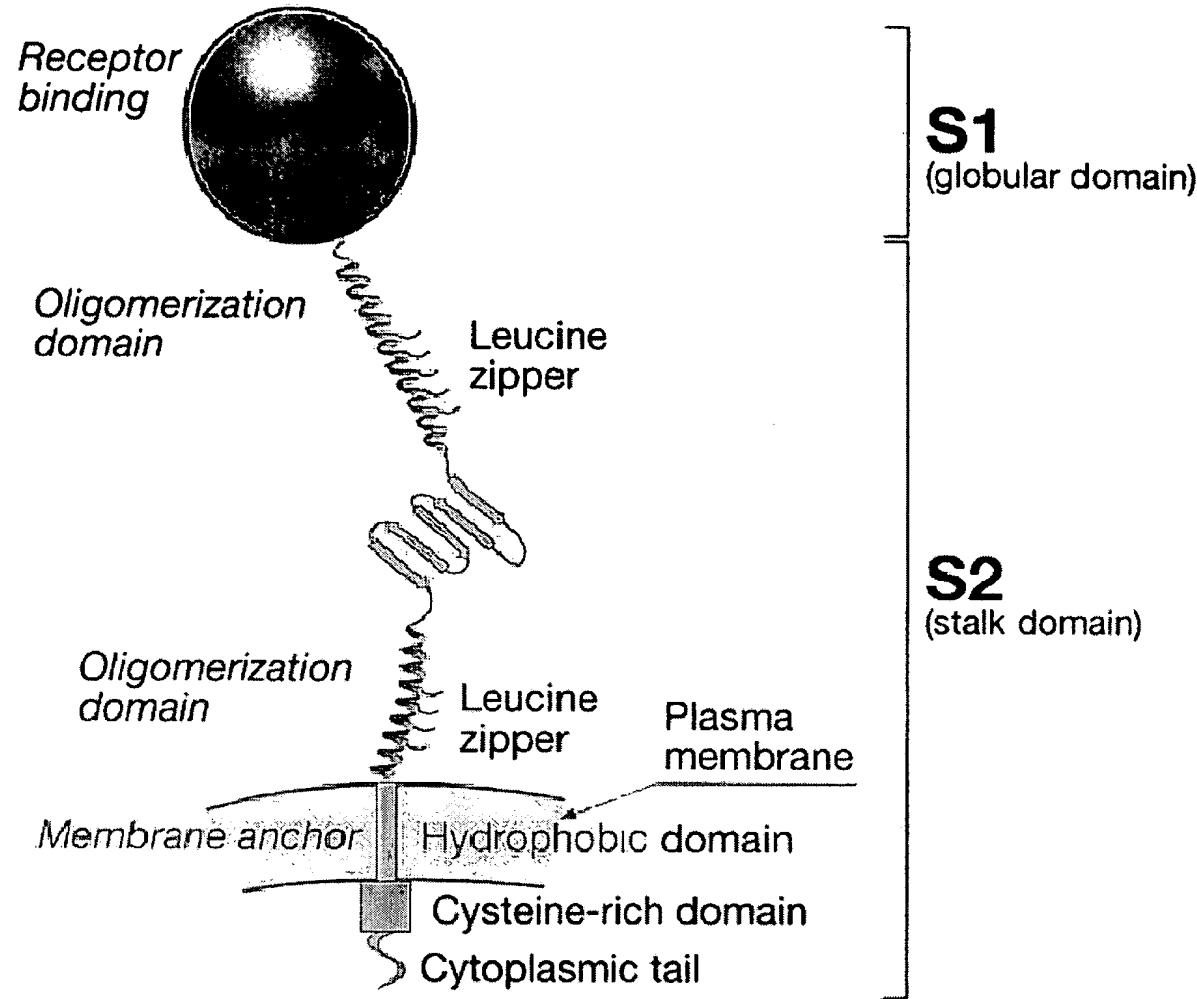 Receptor
binding
S1
(globular domain)
Oligomerization
domain
Leucine
zipper
S2
(stalk domain)
Oligomerization
domain
Leucine
zipper
Plasma
membrane
Membrane anchor
Hydrophobic domain
Cysteine-rich domain
Cytoplasmic tail